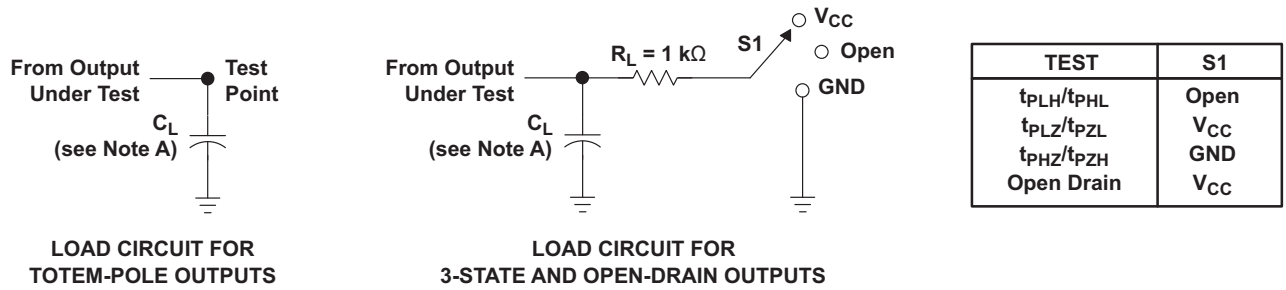 From Output
Under Test
Test
Point
CL
(see Note A)
LOAD CIRCUIT FOR
TOTEM-POLE OUTPUTS
From Output
Under Test
RL = 1 kΩ
S1
VCC
Open
GND
CL
(see Note A)
LOAD CIRCUIT FOR
3-STATE AND OPEN-DRAIN OUTPUTS
TEST S1
tPLH/tPHL Open
tPLZ/tPZL VCC
tPHZ/tPZH GND
Open Drain VCC